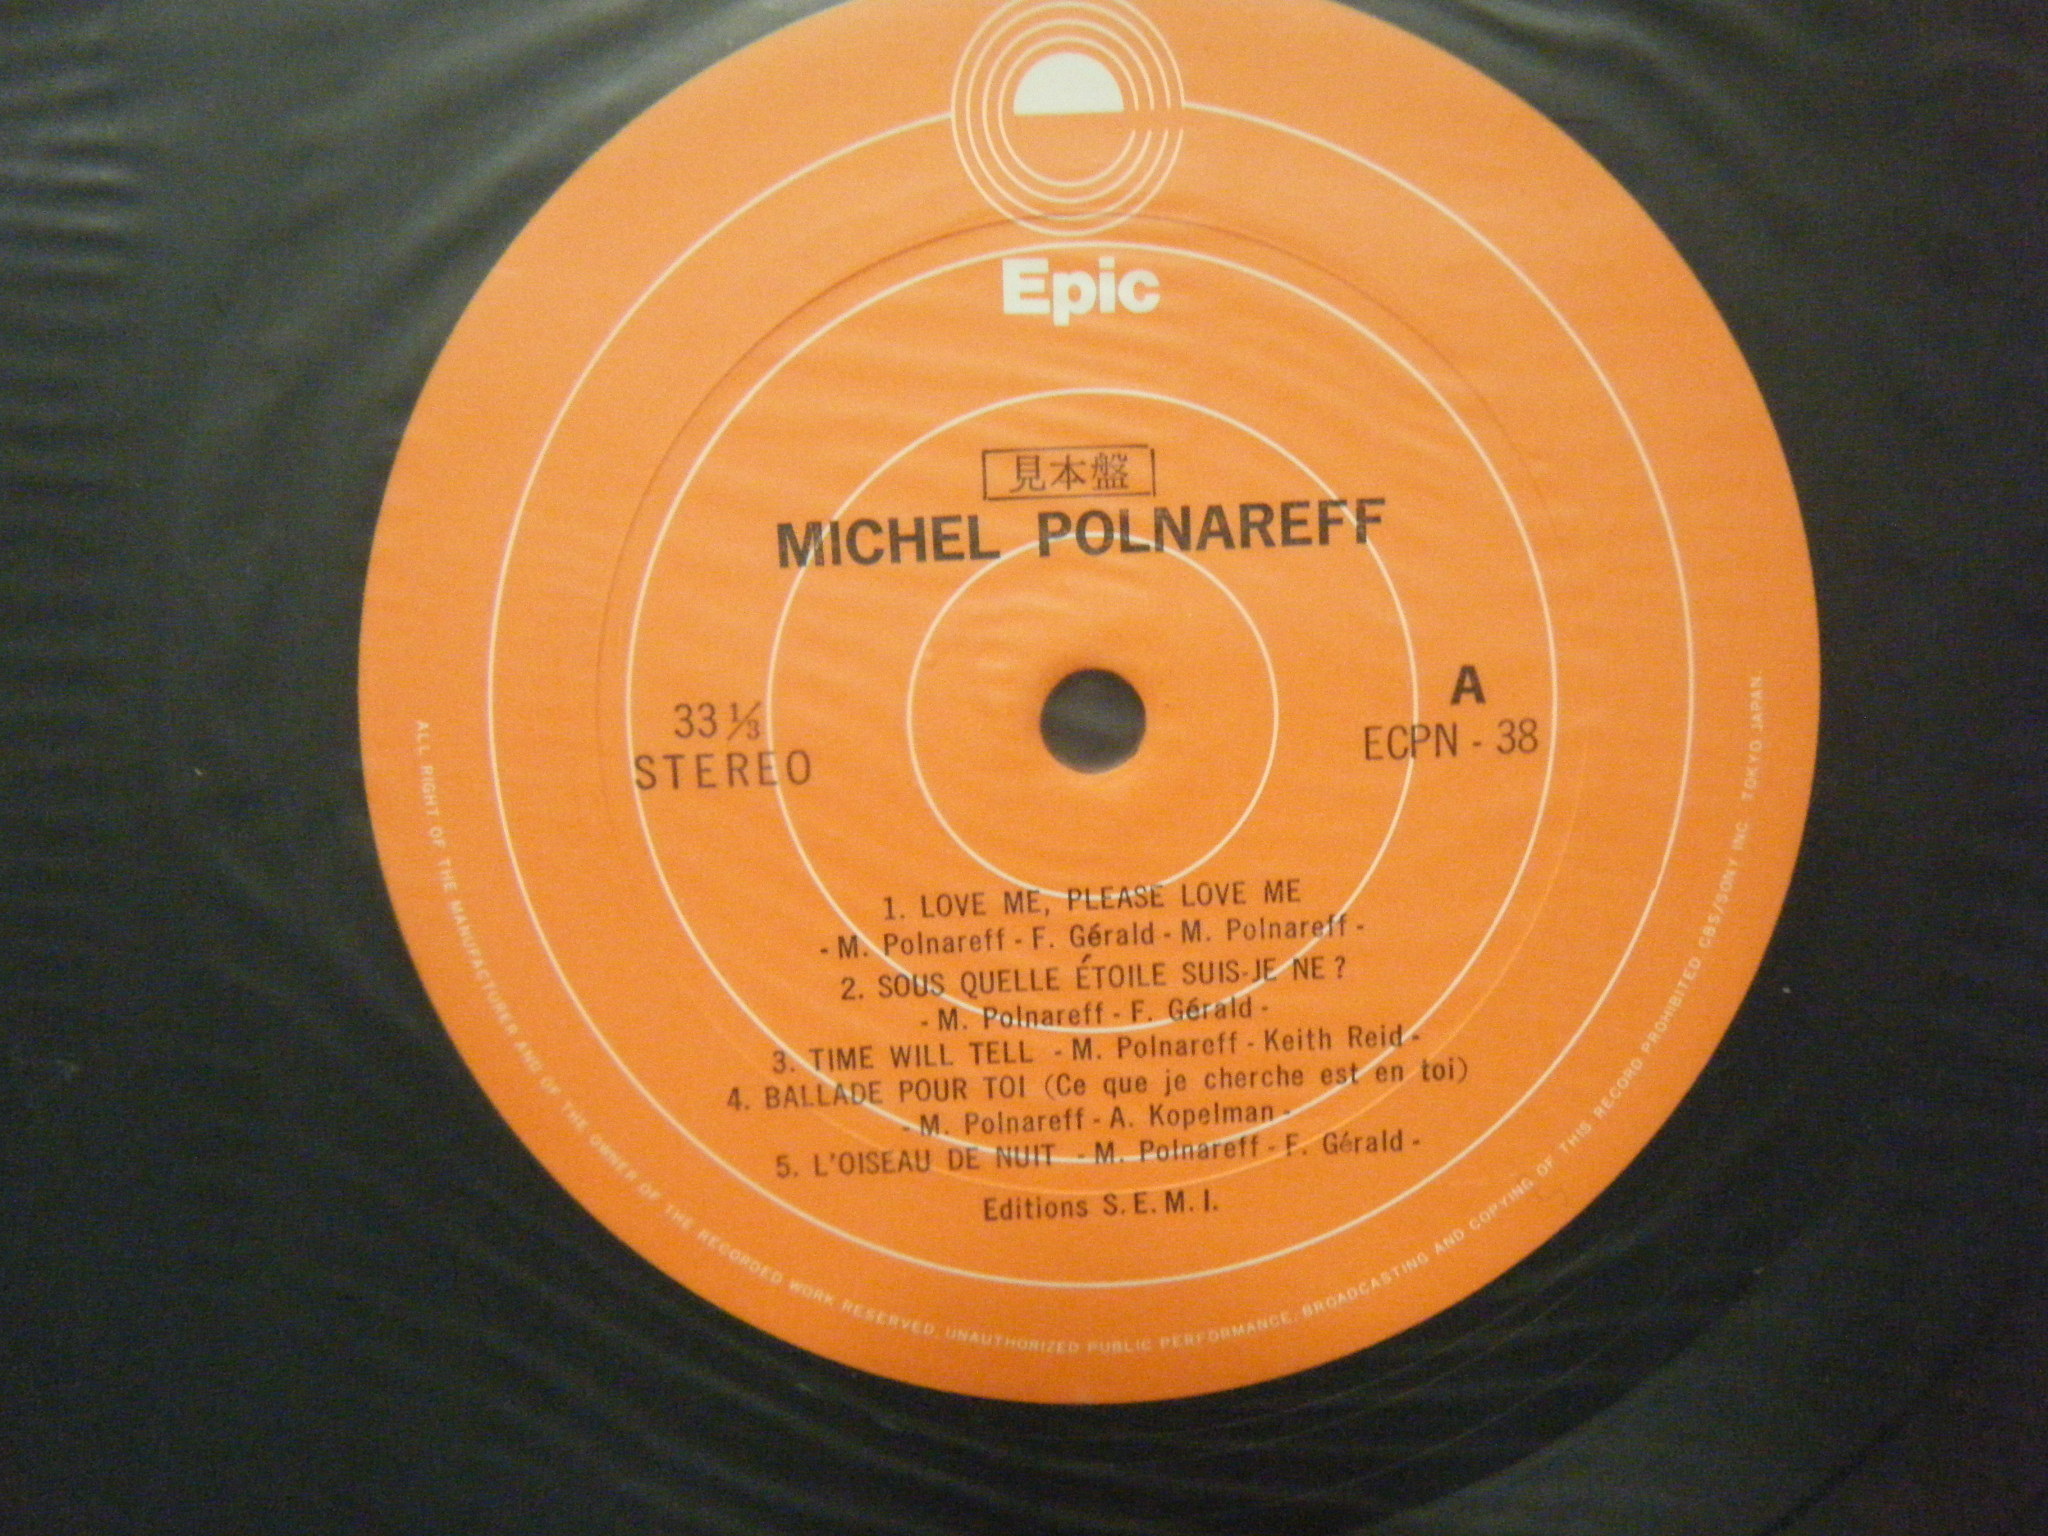 Epic
見本盤
MICHEL POLNAREFF
33 ⅓
STEREO
A
ECPN - 38
1. LOVE ME, PLEASE LOVE ME
- M. Polnareff - F. Gérald - M. Polnareff -
2. SOUS QUELLE ÉTOILE SUIS-JE NE ?
- M. Polnareff - F. Gérald -
3. TIME WILL TELL - M. Polnareff - Keith Reid -
4. BALLADE POUR TOI (Ce que je cherche est en toi)
- M. Polnareff - A. Kopelman -
5. L'OISEAU DE NUIT - M. Polnareff - F. Gérald -
Editions S.E.M.I.
ALL RIGHT OF THE MANUFACTURER AND OF THE OWNER OF THE RECORDED WORK RESERVED. UNAUTHORIZED PUBLIC PERFORMANCE, BROADCASTING AND COPYING OF THIS RECORD PROHIBITED CBS/SONY INC. TOKYO JAPAN.